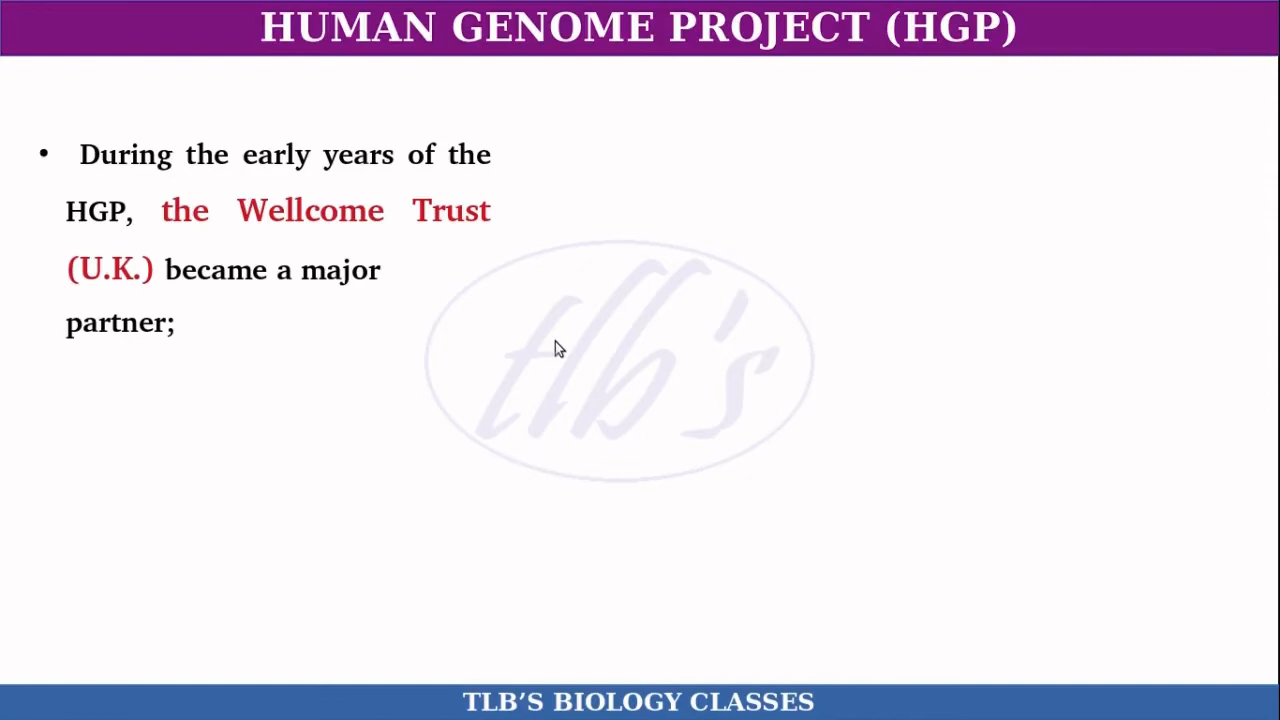 HUMAN GENOME PROJECT (HGP)
• During the early years of the
HGP, the Wellcome Trust
(U.K.) became a major
partner;
tlb's
TLB’S BIOLOGY CLASSES